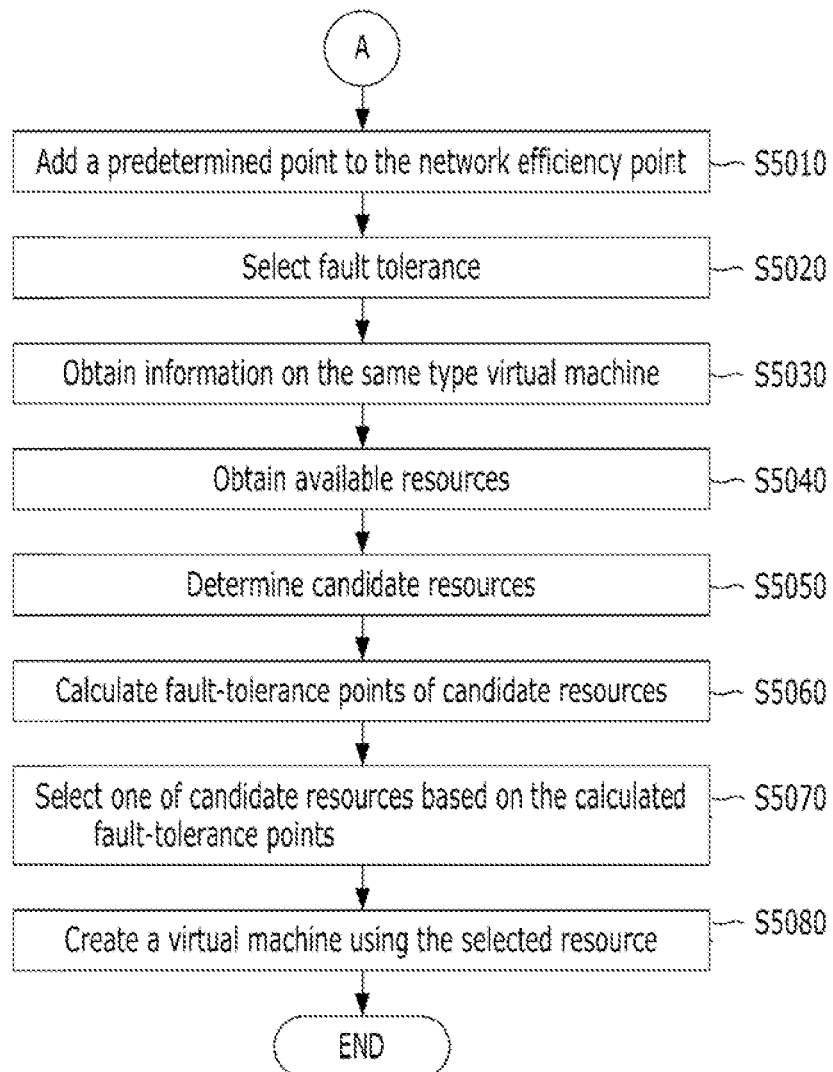 A
Add a predetermined point to the network efficiency point S5010
Select fault tolerance S5020
Obtain information on the same type virtual machine S5030
Obtain available resources S5040
Determine candidate resources S5050
Calculate fault-tolerance points of candidate resources S5060
Select one of candidate resources based on the calculated S5070
fault-tolerance points
Create a virtual machine using the selected resource S5080
END